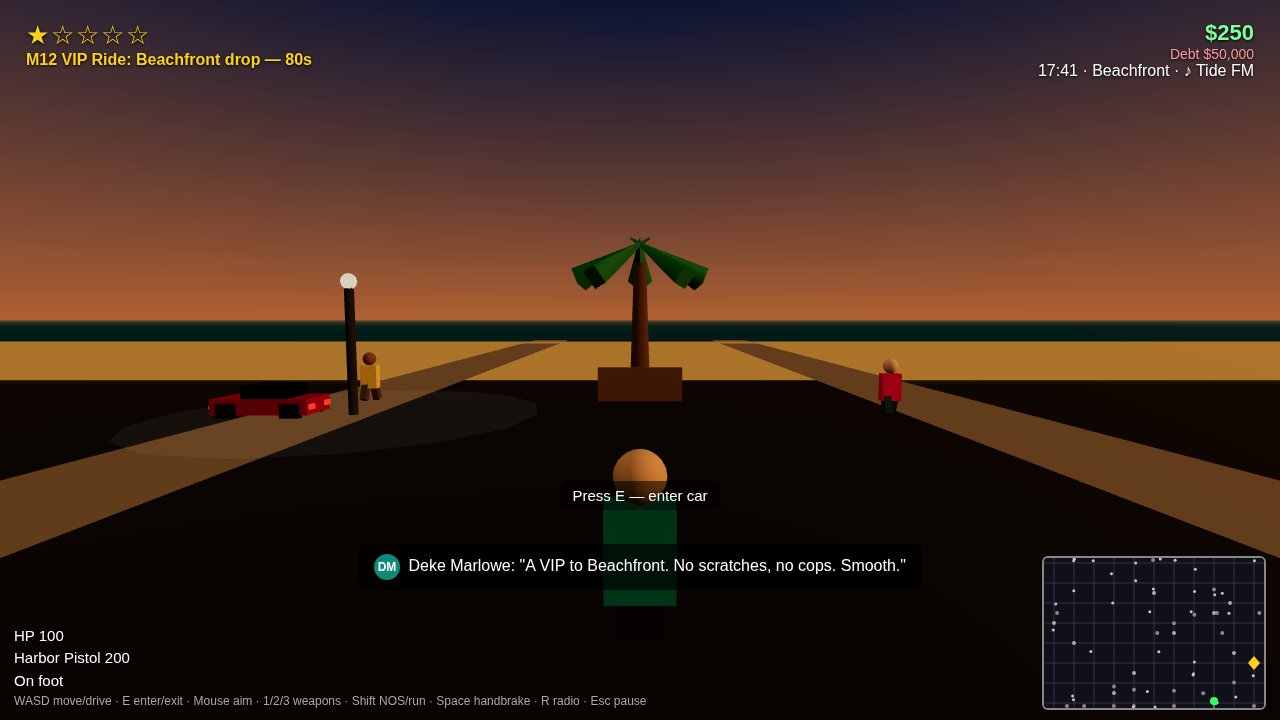 ★☆☆☆☆
M12 VIP Ride: Beachfront drop — 80s
$250
Debt $50,000
17:41 · Beachfront · ♪ Tide FM
Press E — enter car
DM Deke Marlowe: "A VIP to Beachfront. No scratches, no cops. Smooth."
HP 100
Harbor Pistol 200
On foot
WASD move/drive · E enter/exit · Mouse aim · 1/2/3 weapons · Shift NOS/run · Space handbrake · R radio · Esc pause